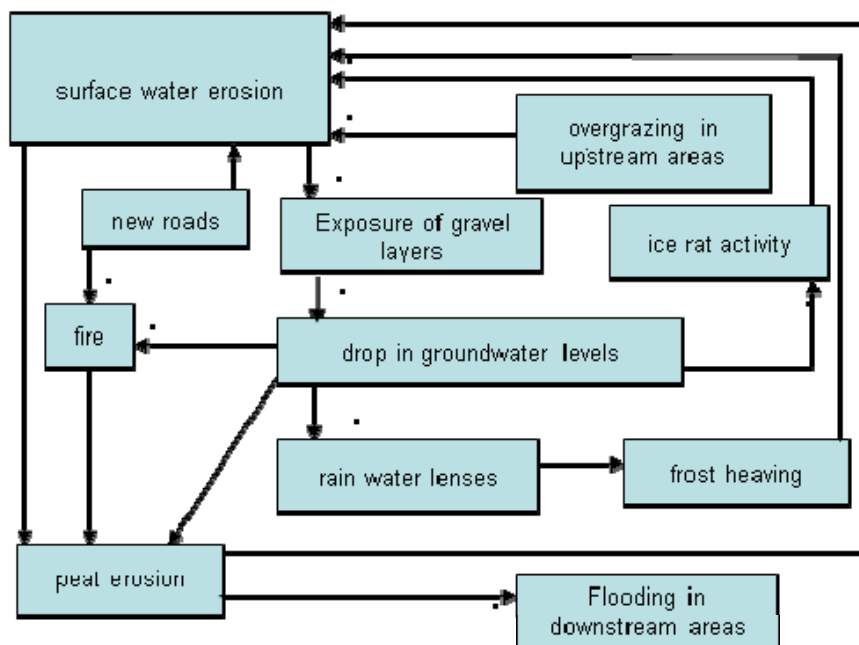 surface water erosion
overgrazing in
upstream areas
new roads
Exposure of gravel
layers
ice rat activity
fire
drop in groundwater levels
rain water lenses
frost heaving
peat erosion
Flooding in
downstream areas